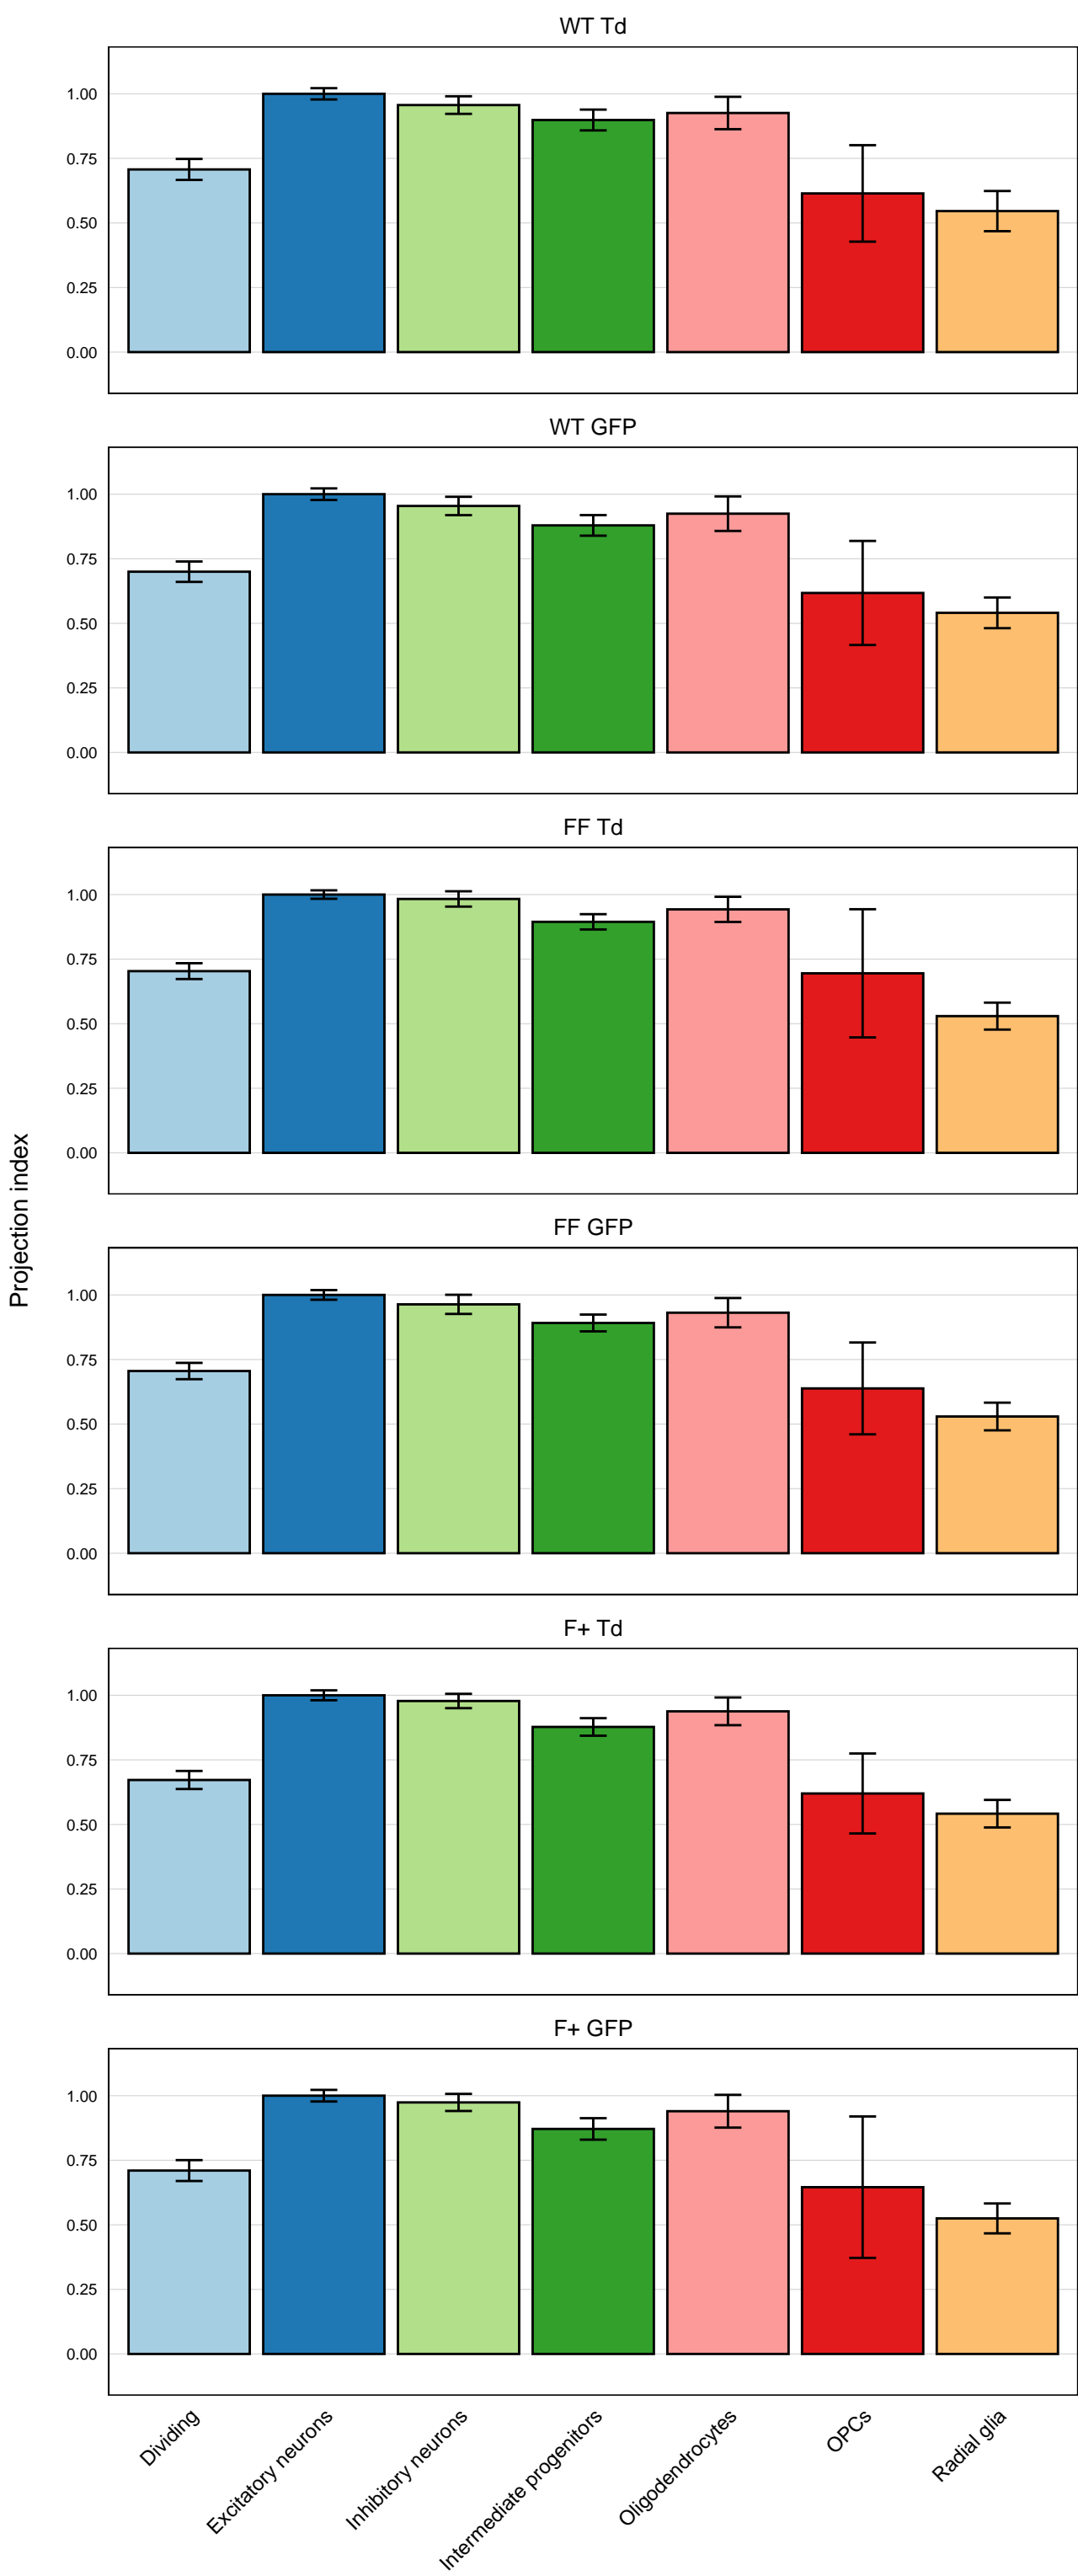 WT Td
1.00
0.75
0.50
0.25
0.00
WT GFP
1.00
0.75
0.50
0.25
0.00
FF Td
1.00
0.75
0.50
0.25
0.00
Projection index
FF GFP
1.00
0.75
0.50
0.25
0.00
F+ Td
1.00
0.75
0.50
0.25
0.00
F+ GFP
1.00
0.75
0.50
0.25
0.00
Dividing
Excitatory neurons
Inhibitory neurons
Intermediate progenitors
Oligodendrocytes
OPCs
Radial glia